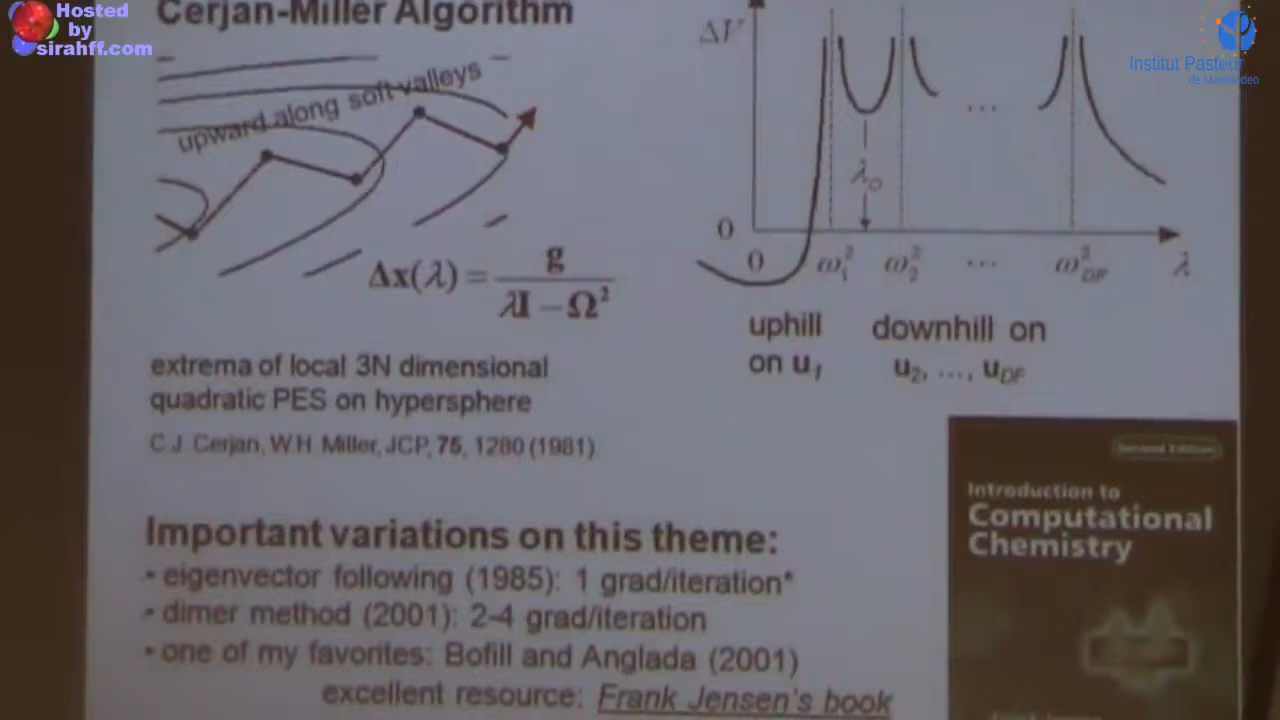 Hosted
by
sirahff.com
Cerjan-Miller Algorithm
upward along soft valleys
Δx(λ) = g / (λI − Ω²)
extrema of local 3N dimensional
quadratic PES on hypersphere
C.J. Cerjan, W.H. Miller, JCP, 75, 1280 (1981)
ΔV
λ₀
0
0 ω₁² ω₂² ... ω²DF λ
uphill
on u₁
downhill on
u₂, ..., uDF
Institut Pasteur
de Montevideo
Important variations on this theme:
• eigenvector following (1985): 1 grad/iteration*
• dimer method (2001): 2-4 grad/iteration
• one of my favorites: Bofill and Anglada (2001)
excellent resource: Frank Jensen's book
Second Edition
Introduction to
Computational
Chemistry